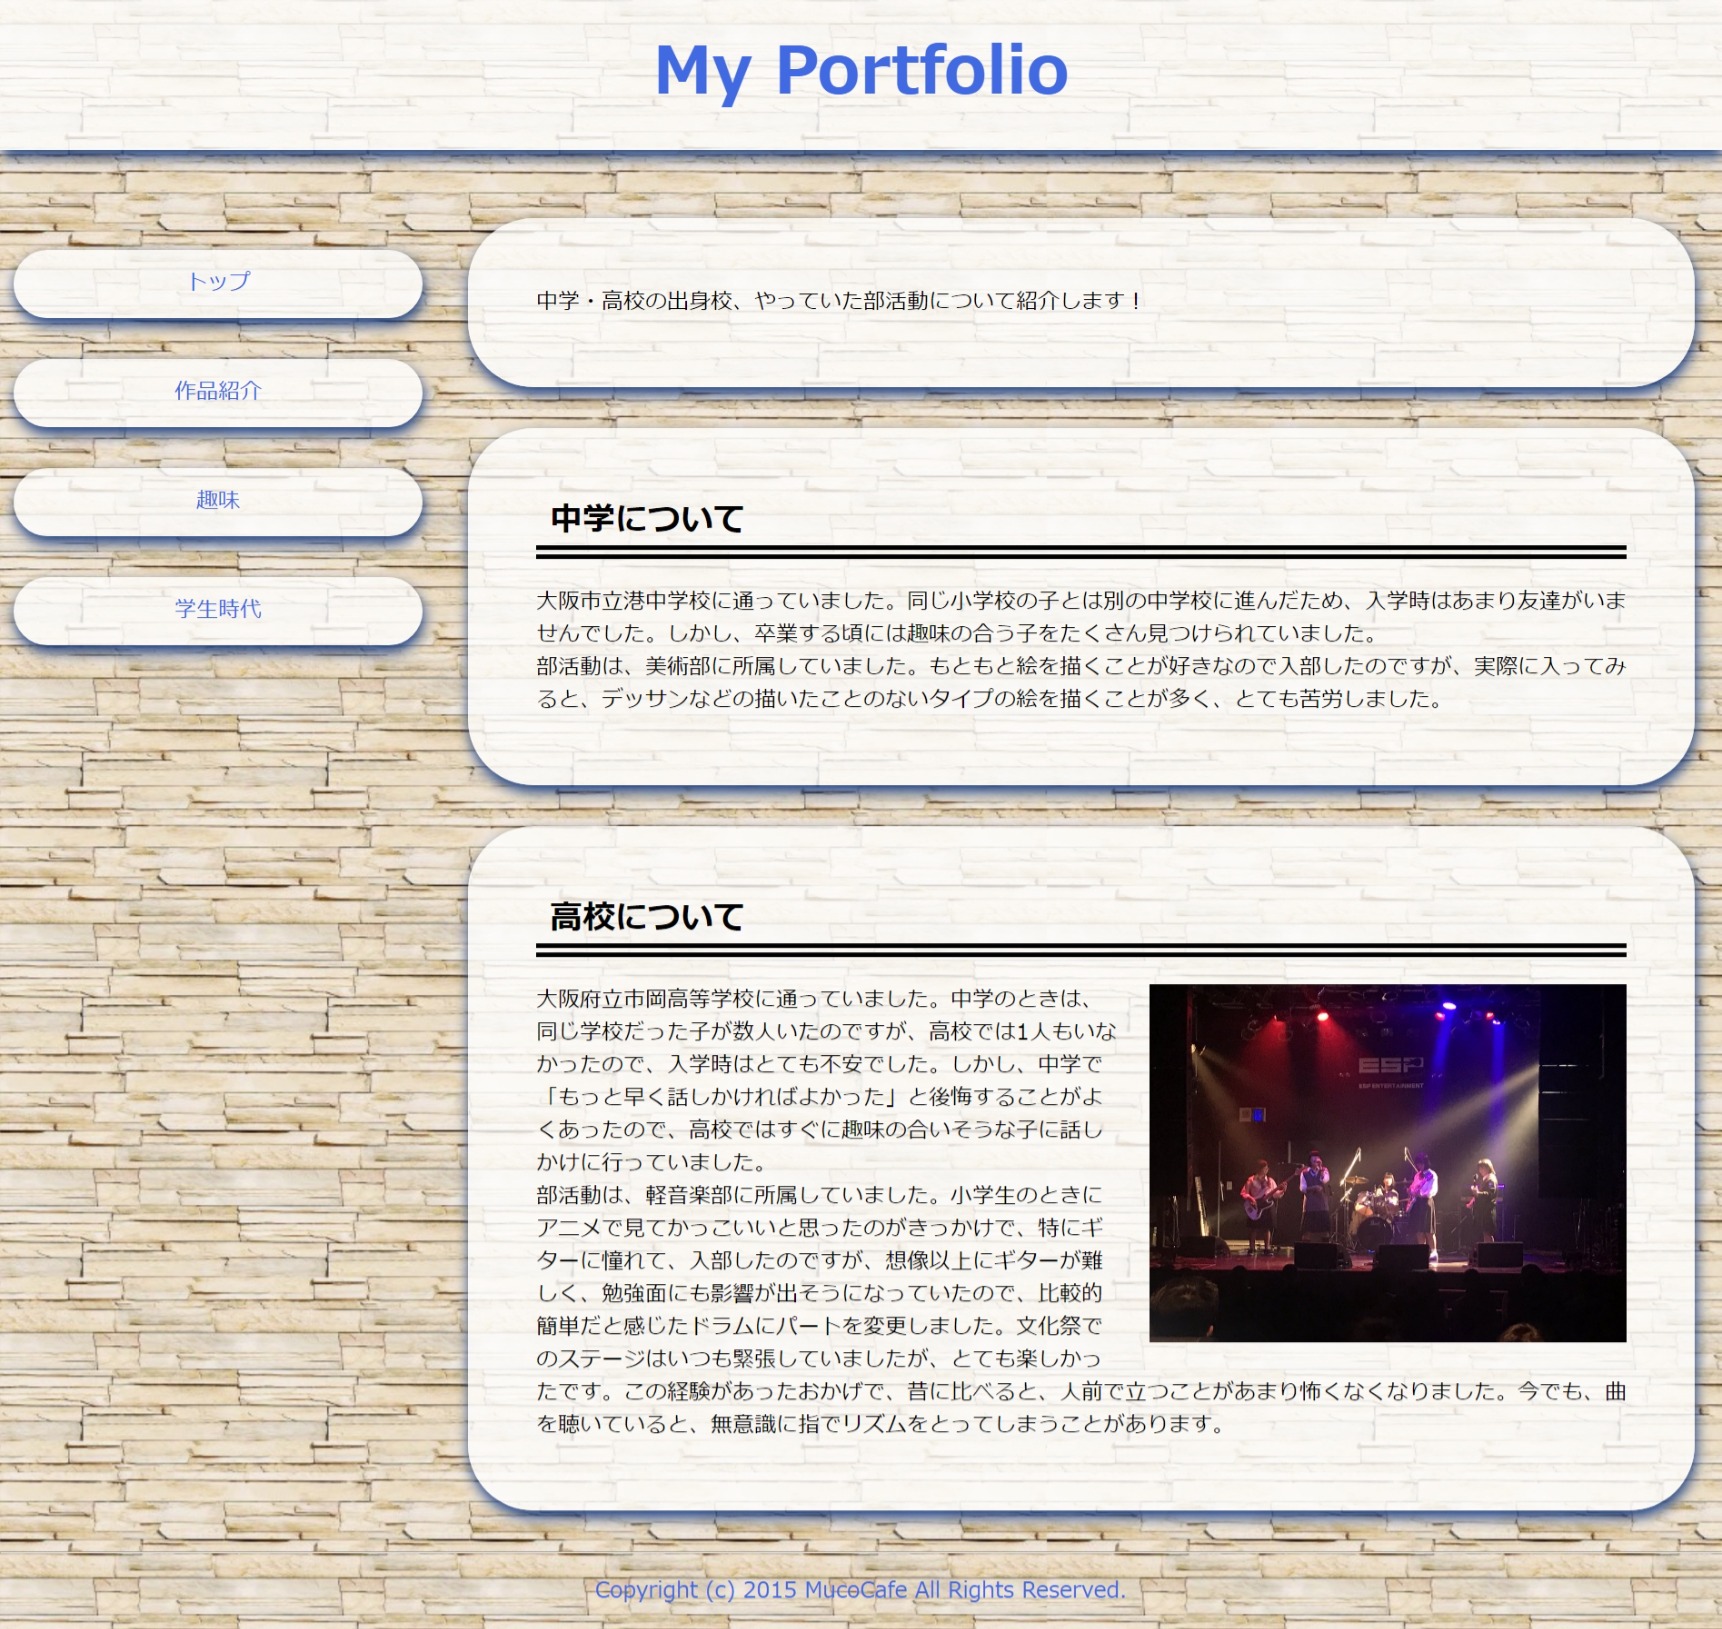 My Portfolio
トップ
作品紹介
趣味
学生時代
中学・高校の出身校、やっていた部活動について紹介します！
中学について
大阪市立港中学校に通っていました。同じ小学校の子とは別の中学校に進んだため、入学時はあまり友達がいま
せんでした。しかし、卒業する頃には趣味の合う子をたくさん見つけられていました。
部活動は、美術部に所属していました。もともと絵を描くことが好きなので入部したのですが、実際に入ってみ
ると、デッサンなどの描いたことのないタイプの絵を描くことが多く、とても苦労しました。
高校について
大阪府立市岡高等学校に通っていました。中学のときは、
同じ学校だった子が数人いたのですが、高校では1人もいな
かったので、入学時はとても不安でした。しかし、中学で
「もっと早く話しかければよかった」と後悔することがよ
くあったので、高校ではすぐに趣味の合いそうな子に話し
かけに行っていました。
部活動は、軽音楽部に所属していました。小学生のときに
アニメで見てかっこいいと思ったのがきっかけで、特にギ
ターに憧れて、入部したのですが、想像以上にギターが難
しく、勉強面にも影響が出そうになっていたので、比較的
簡単だと感じたドラムにパートを変更しました。文化祭で
のステージはいつも緊張していましたが、とても楽しかっ
たです。この経験があったおかげで、昔に比べると、人前で立つことがあまり怖くなくなりました。今でも、曲
を聴いていると、無意識に指でリズムをとってしまうことがあります。
ESP
ESP ENTERTAINMENT
Copyright (c) 2015 MucoCafe All Rights Reserved.